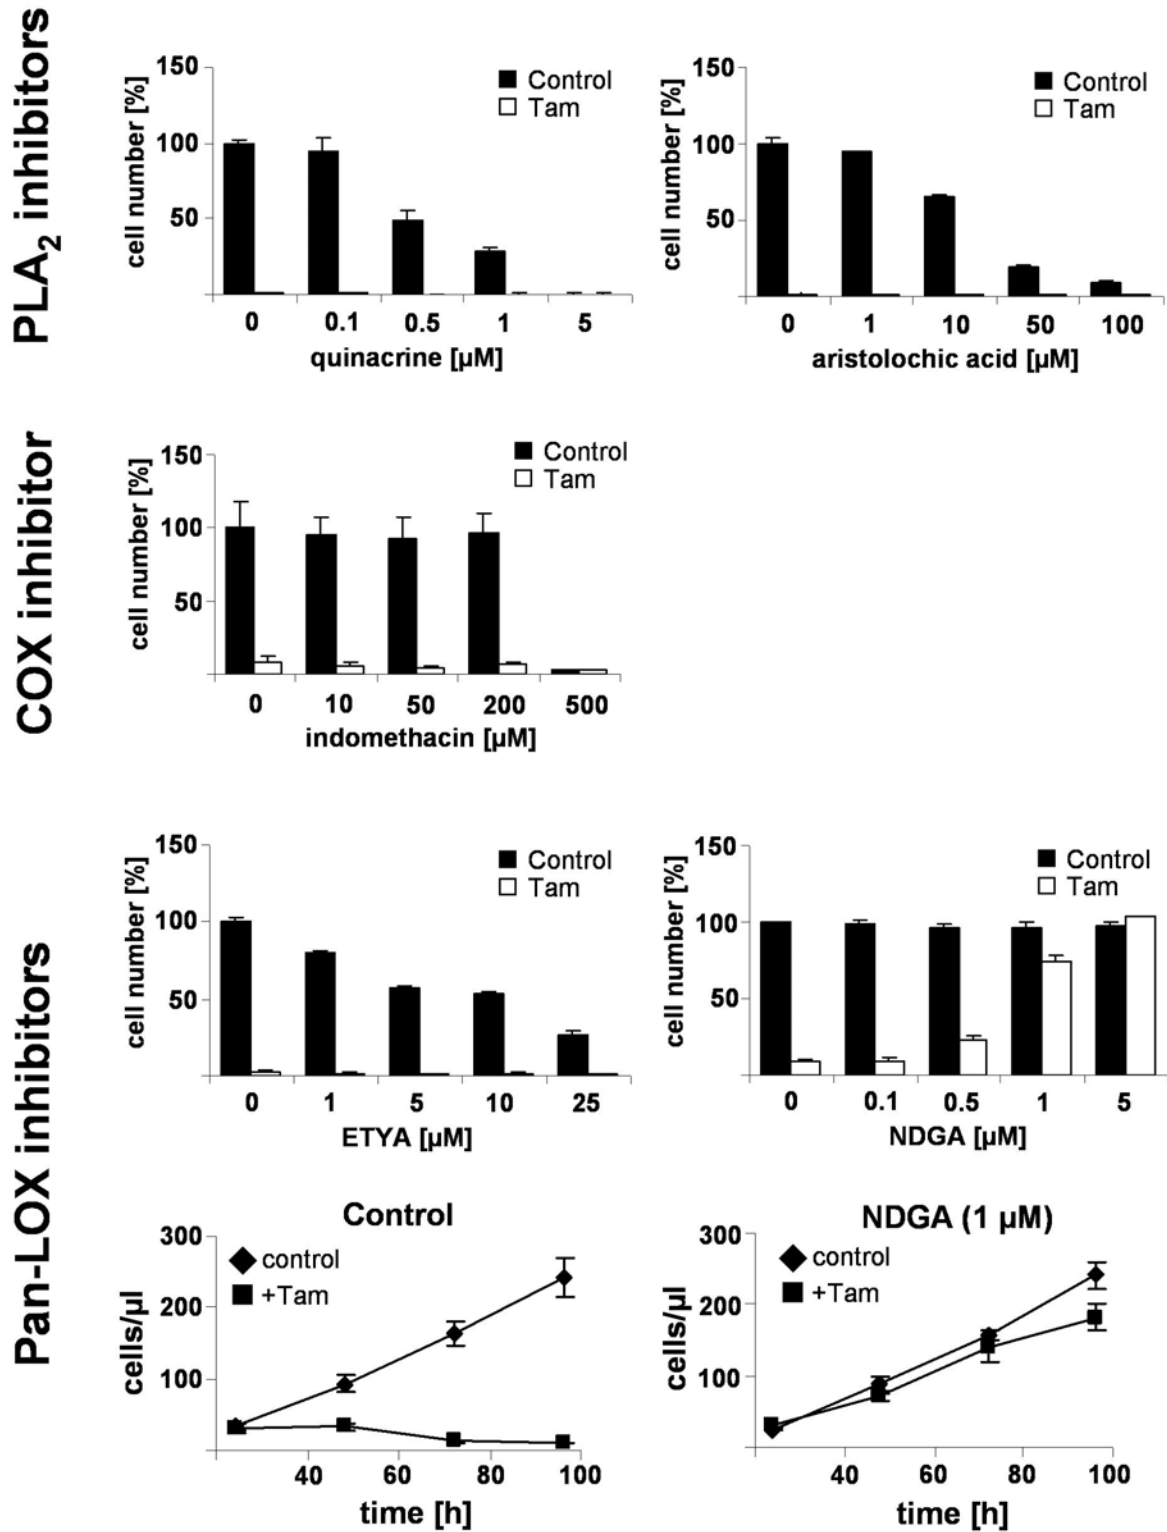 PLA2 inhibitors
150
100
50
cell number [%]
Control
Tam
0 0.1 0.5 1 5
quinacrine [µM]
150
100
50
cell number [%]
Control
Tam
0 1 10 50 100
aristolochic acid [µM]
COX inhibitor
150
100
50
cell number [%]
Control
Tam
0 10 50 200 500
indomethacin [µM]
Pan-LOX inhibitors
150
100
50
cell number [%]
Control
Tam
0 1 5 10 25
ETYA [µM]
150
100
50
cell number [%]
Control
Tam
0 0.1 0.5 1 5
NDGA [µM]
Control
300
200
100
cells/µl
control
+Tam
40 60 80 100
time [h]
NDGA (1 µM)
300
200
100
cells/µl
control
+Tam
40 60 80 100
time [h]